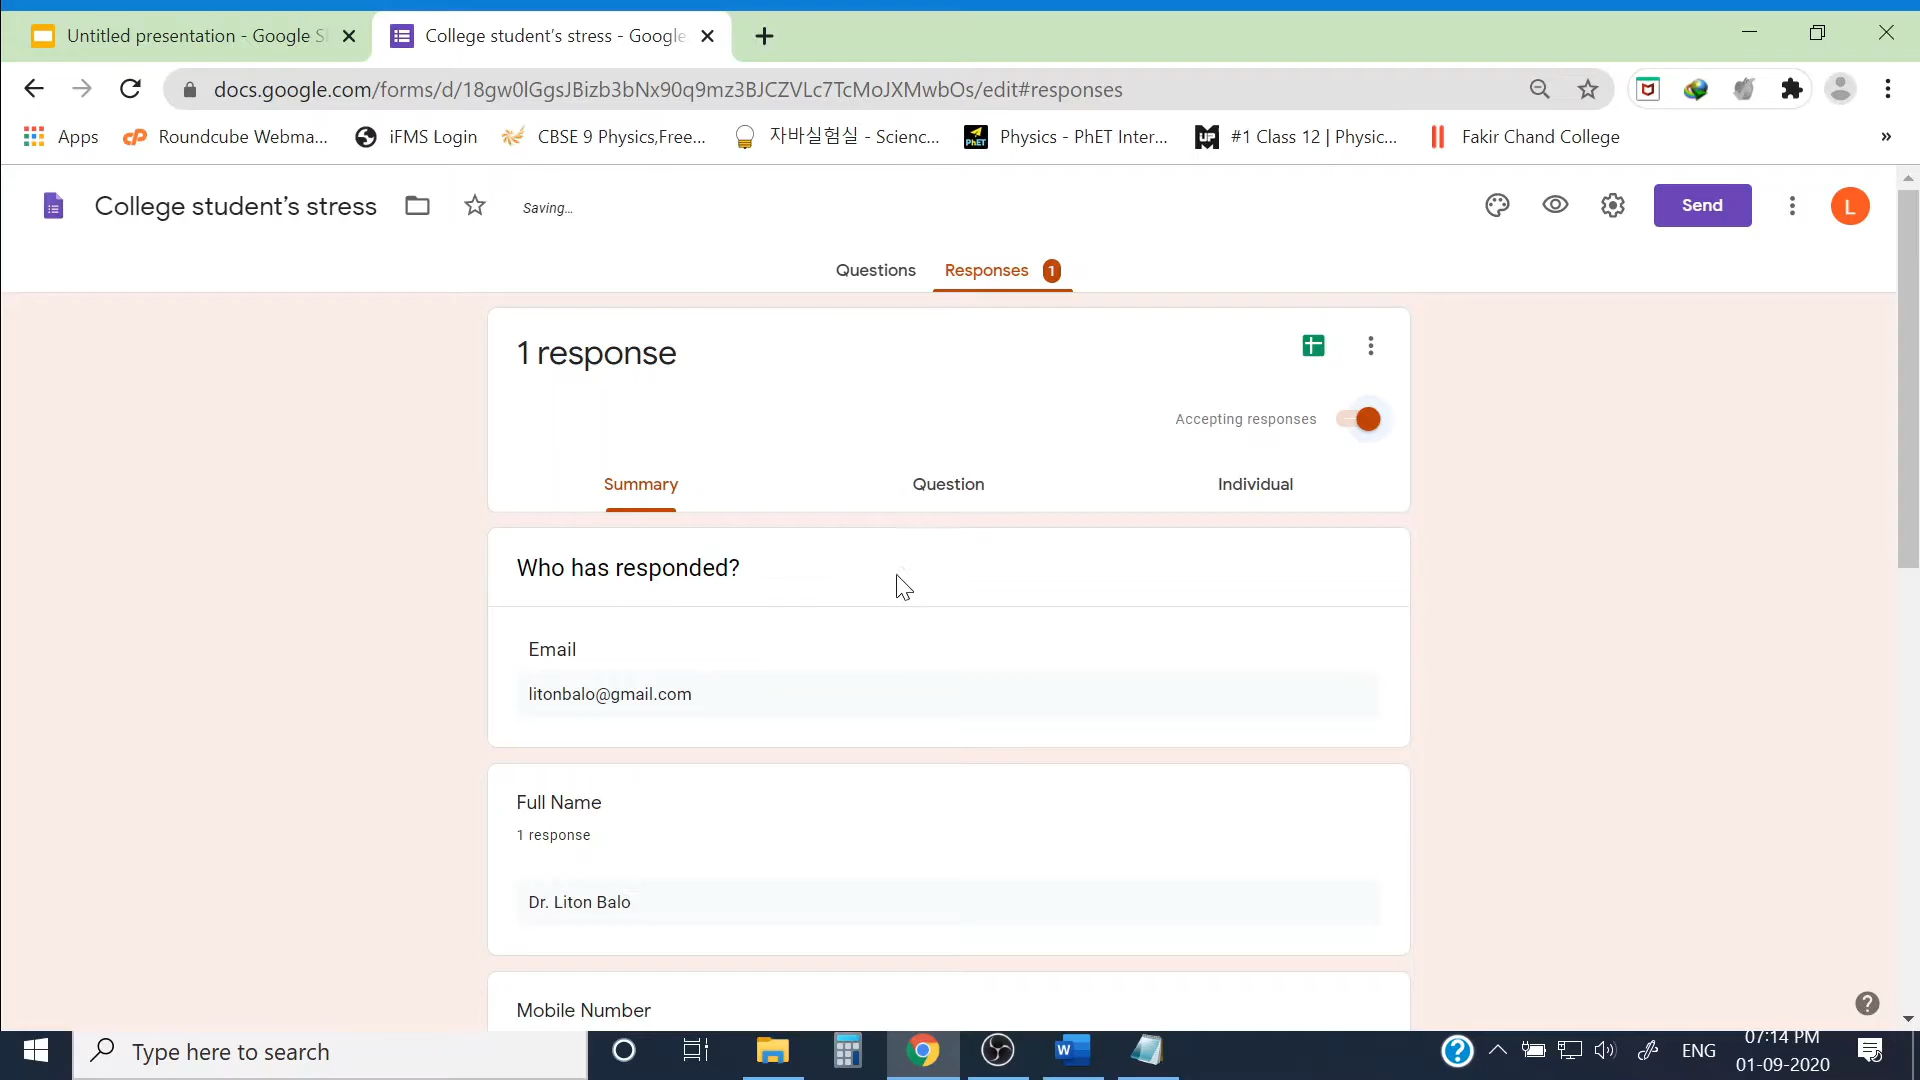 Untitled presentation - Google Sl
College student's stress - Google
docs.google.com/forms/d/18gw0lGgsJBizb3bNx90q9mz3BJCZVLc7TcMoJXMwbOs/edit#responses
Apps
Roundcube Webma...
iFMS Login
CBSE 9 Physics,Free...
자바실험실 - Scienc...
Physics - PhET Inter...
#1 Class 12 | Physic...
Fakir Chand College
»
College student's stress
Saving...
Send
L
Questions
Responses 1
1 response
Accepting responses
Summary
Question
Individual
Who has responded?
Email
litonbalo@gmail.com
Full Name
1 response
Dr. Liton Balo
Mobile Number
Type here to search
ENG
07:14 PM
01-09-2020